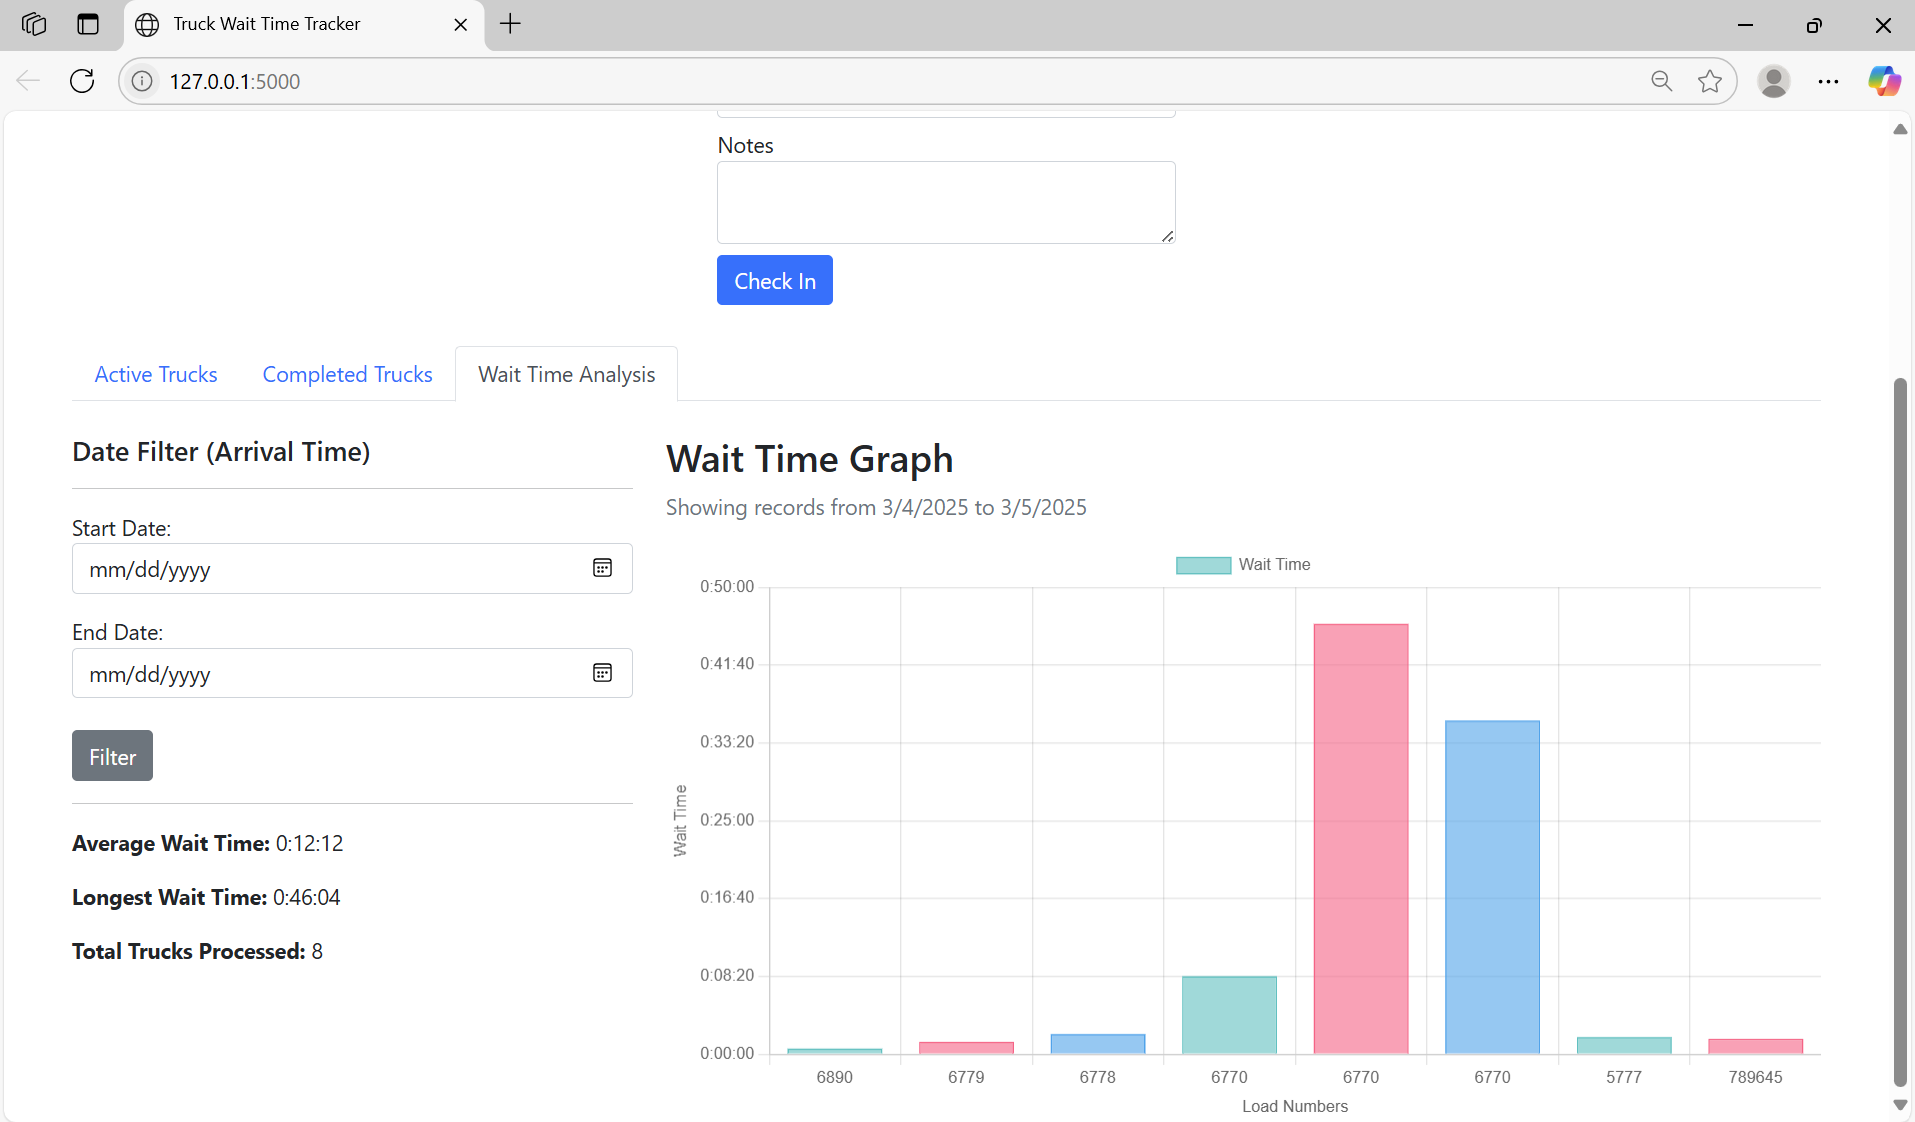 Truck Wait Time Tracker
127.0.0.1:5000
Notes
Check In
Active Trucks Completed Trucks Wait Time Analysis
Date Filter (Arrival Time)
Start Date:
mm/dd/yyyy
End Date:
mm/dd/yyyy
Filter
Average Wait Time: 0:12:12
Longest Wait Time: 0:46:04
Total Trucks Processed: 8
Wait Time Graph
Showing records from 3/4/2025 to 3/5/2025
Wait Time
0:50:00
0:41:40
0:33:20
0:25:00
0:16:40
0:08:20
0:00:00
Wait Time
6890 6779 6778 6770 6770 6770 5777 789645
Load Numbers